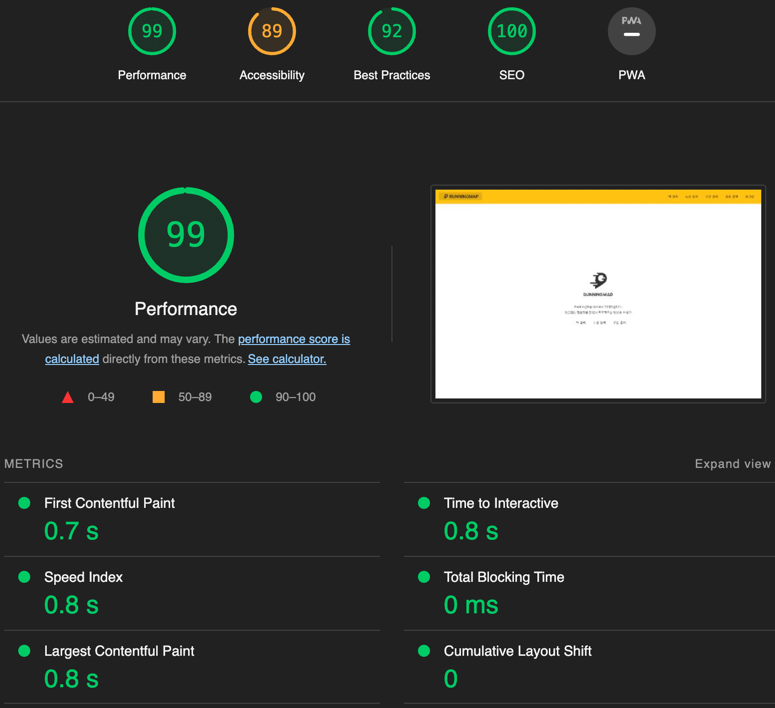 99
89
92
100
PWA
Performance
Accessibility
Best Practices
SEO
PWA
99
Performance
Values are estimated and may vary. The performance score is
calculated directly from these metrics. See calculator.
0–49
50–89
90–100
RUNNINGMAP
RUNNINGMAP
METRICS
Expand view
First Contentful Paint
0.7 s
Time to Interactive
0.8 s
Speed Index
0.8 s
Total Blocking Time
0 ms
Largest Contentful Paint
0.8 s
Cumulative Layout Shift
0